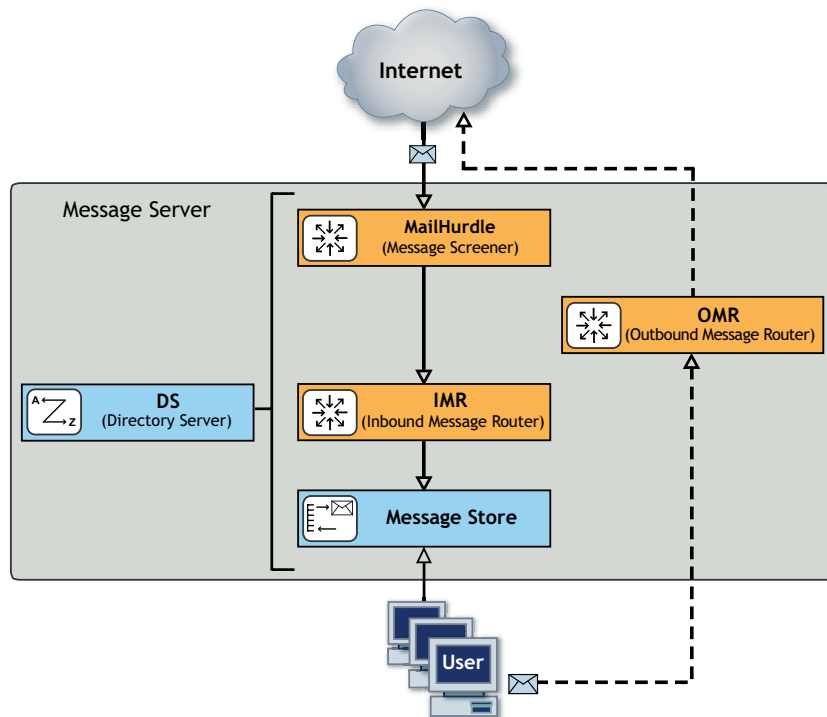 Internet
Message Server
MailHurdle
(Message Screener)
OMR
(Outbound Message Router)
A
Z
DS
(Directory Server)
IMR
(Inbound Message Router)
Message Store
User